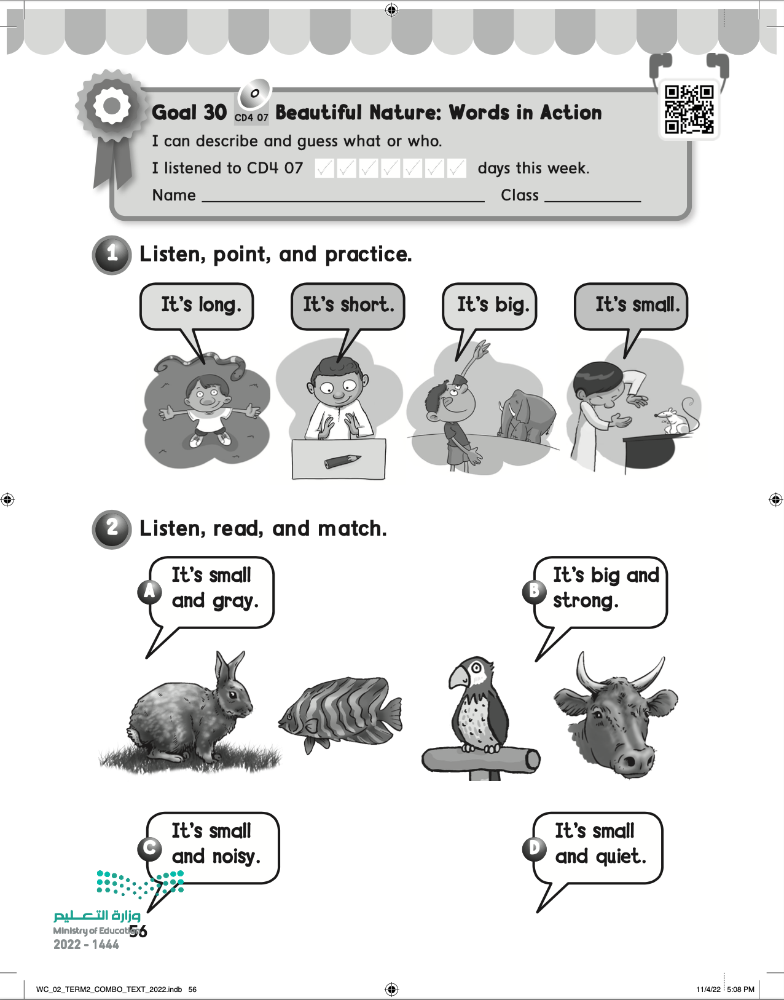 Goal 30 CD4 07 Beautiful Nature: Words in Action
I can describe and guess what or who.
I listened to CD4 07 days this week.
Name Class
1 Listen, point, and practice.
It's long.
It's short.
It's big.
It's small.
2 Listen, read, and match.
A It's small
and gray.
B It's big and
strong.
C It's small
and noisy.
D It's small
and quiet.
وزارة التعليم
Ministry of Education
56
2022 - 1444
WC_02_TERM2_COMBO_TEXT_2022.indb 56
11/4/22 5:08 PM